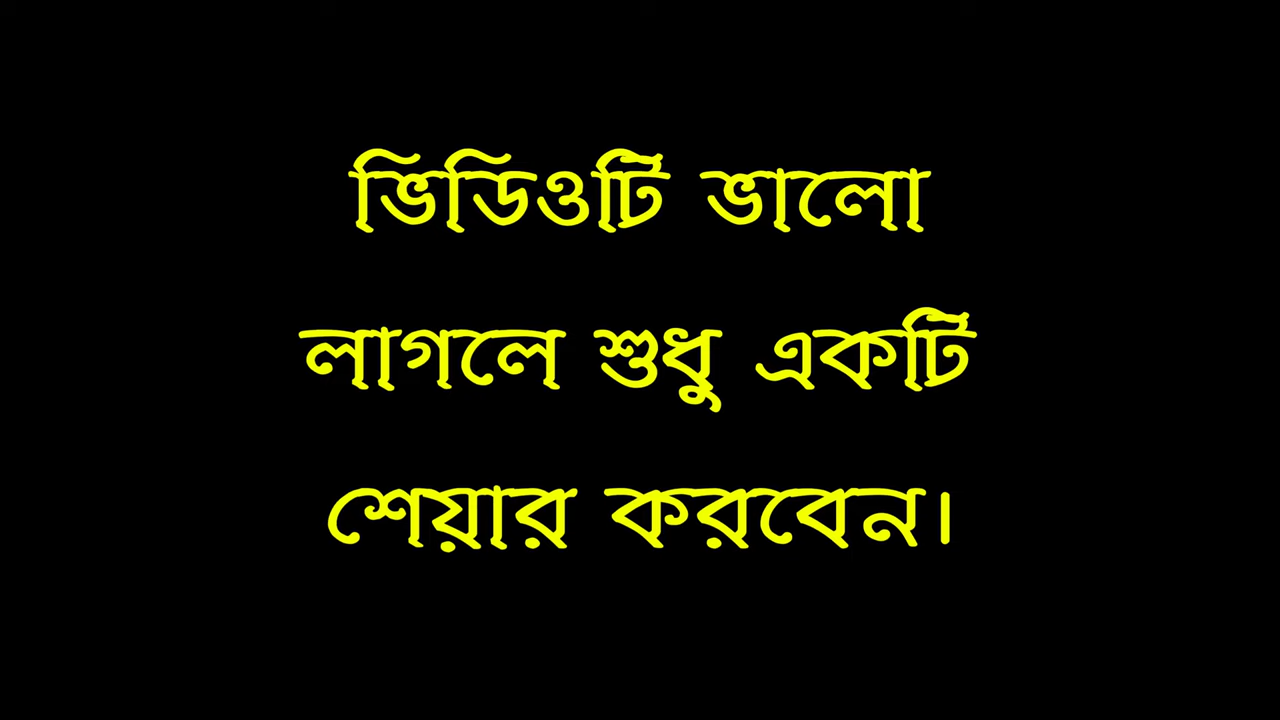 ভিডিওটি ভালো
লাগলে শুধু একটি
শেয়ার করবেন।